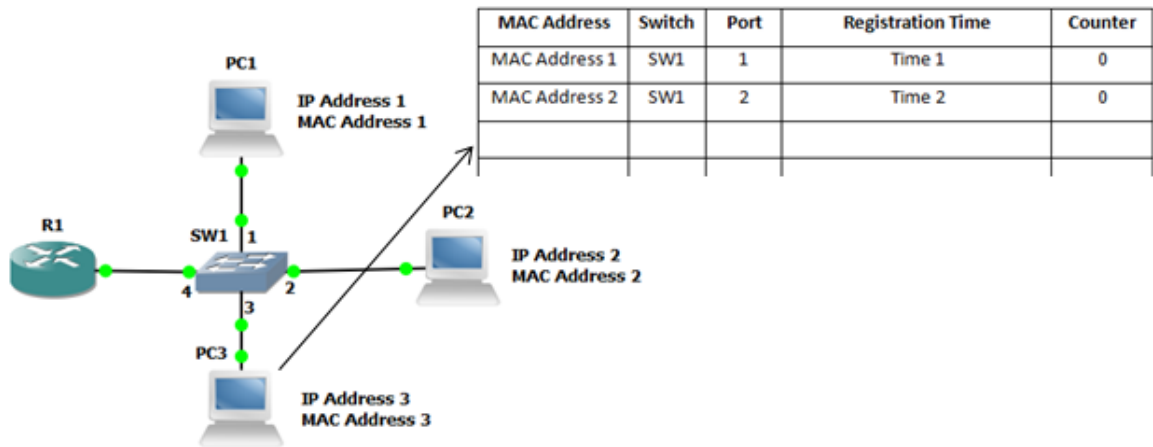 MAC Address Switch Port Registration Time Counter
MAC Address 1 SW1 1 Time 1 0
MAC Address 2 SW1 2 Time 2 0
PC1
IP Address 1
MAC Address 1
R1
SW1
1
PC2
IP Address 2
MAC Address 2
4
2
3
PC3
IP Address 3
MAC Address 3